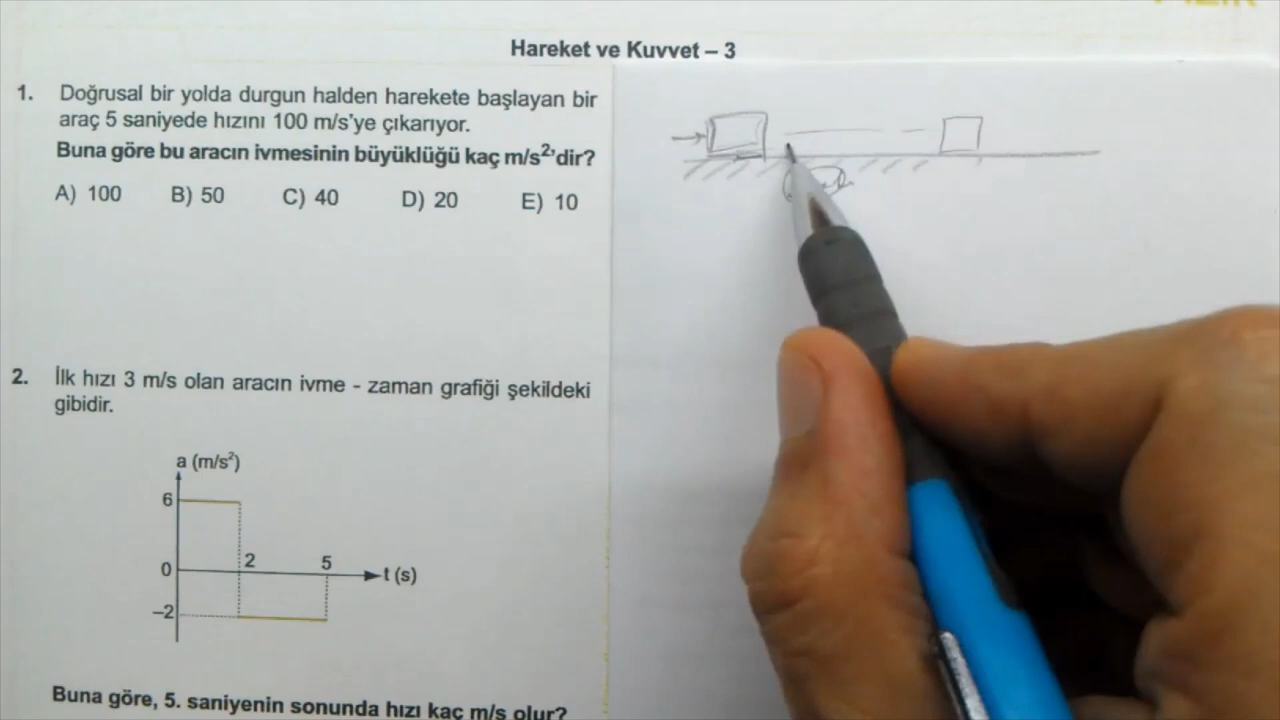 Hareket ve Kuvvet – 3
1. Doğrusal bir yolda durgun halden harekete başlayan bir
araç 5 saniyede hızını 100 m/s'ye çıkarıyor.
Buna göre bu aracın ivmesinin büyüklüğü kaç m/s²'dir?
A) 100 B) 50 C) 40 D) 20 E) 10
2. İlk hızı 3 m/s olan aracın ivme - zaman grafiği şekildeki
gibidir.
a (m/s²)
6
2 5
0 t (s)
–2
Buna göre, 5. saniyenin sonunda hızı kaç m/s olur?